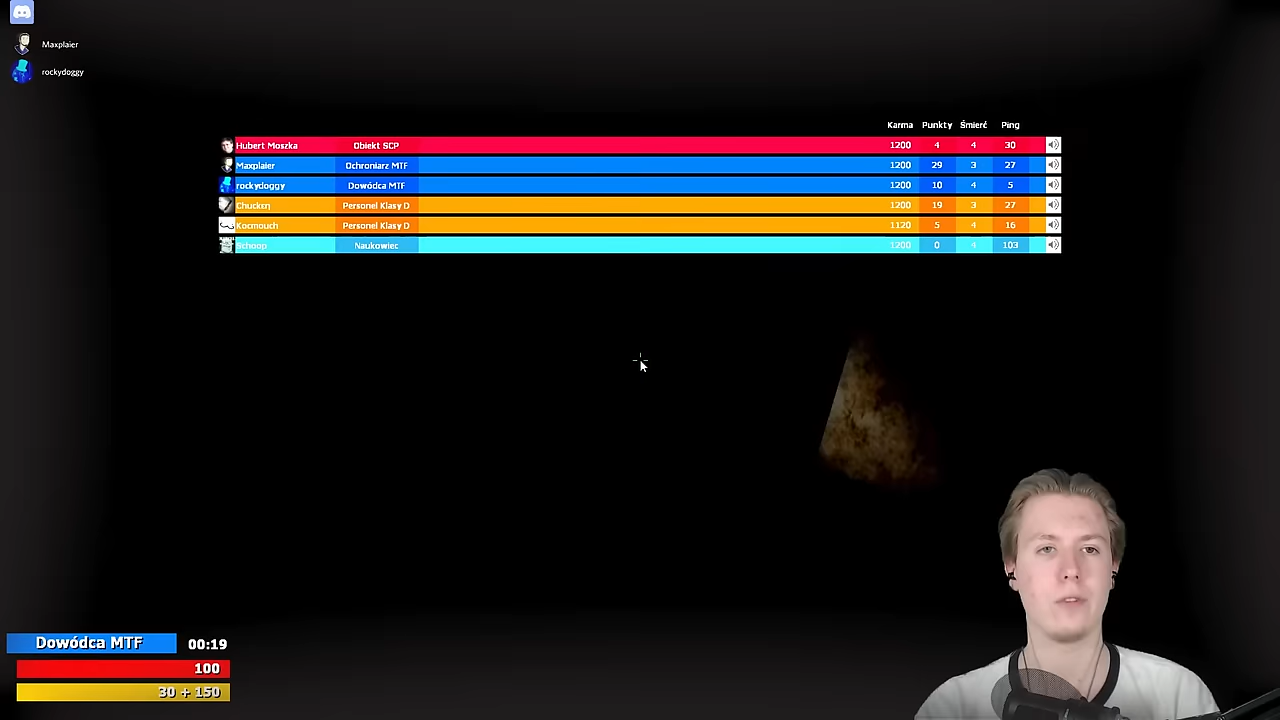 Maxplaier
rockydoggy
Karma Punkty Śmierć Ping
Hubert Moszka Obiekt SCP 1200 4 4 30
Maxplaier Ochroniarz MTF 1200 29 3 27
rockydoggy Dowódca MTF 1200 10 4 5
Chucken Personel Klasy D 1200 19 3 27
Kocmouch Personel Klasy D 1120 5 4 16
Schoop Naukowiec 1200 0 4 103
Dowódca MTF 00:19
100
30 + 150